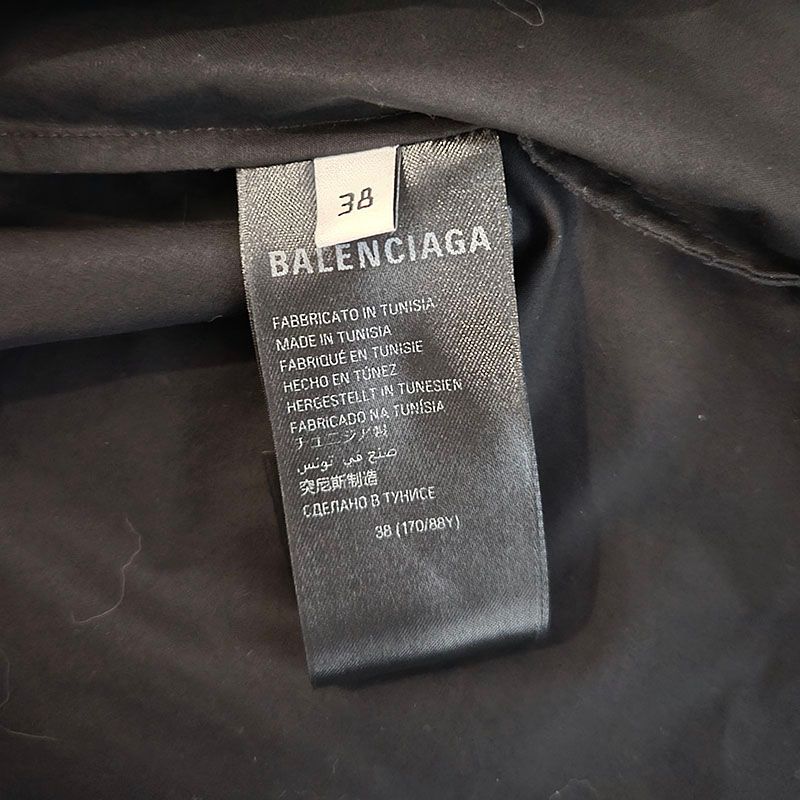 38
BALENCIAGA
FABBRICATO IN TUNISIA
MADE IN TUNISIA
FABRIQUÉ EN TUNISIE
HECHO EN TÚNEZ
HERGESTELLT IN TUNESIEN
FABRICADO NA TUNÍSIA
チュニジア製
صنع في تونس
突尼斯制造
СДЕЛАНО В ТУНИСЕ
38 (170/88Y)